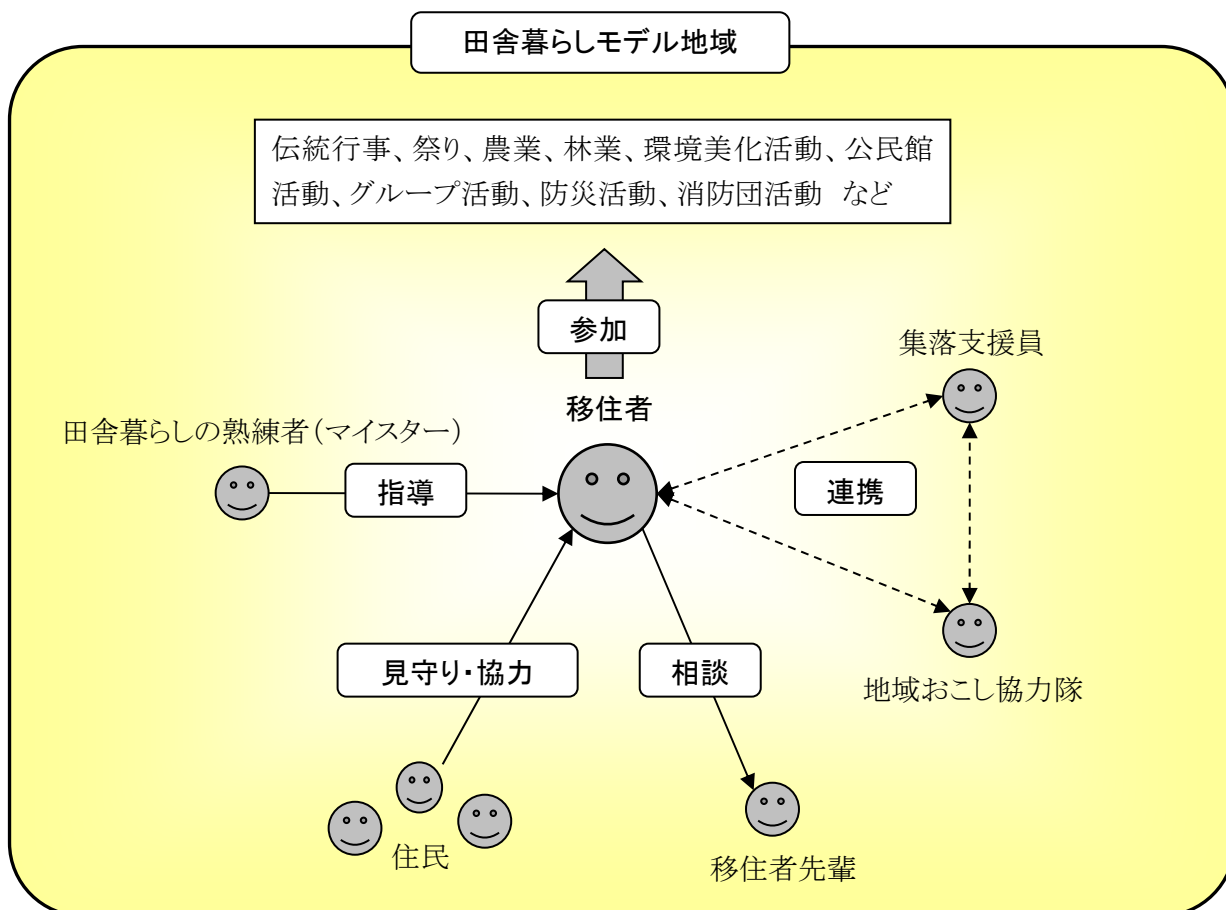 田舎暮らしモデル地域
伝統行事、祭り、農業、林業、環境美化活動、公民館
活動、グループ活動、防災活動、消防団活動　など
参加
移住者
集落支援員
田舎暮らしの熟練者(マイスター)
指導
連携
見守り・協力
相談
地域おこし協力隊
住民
移住者先輩